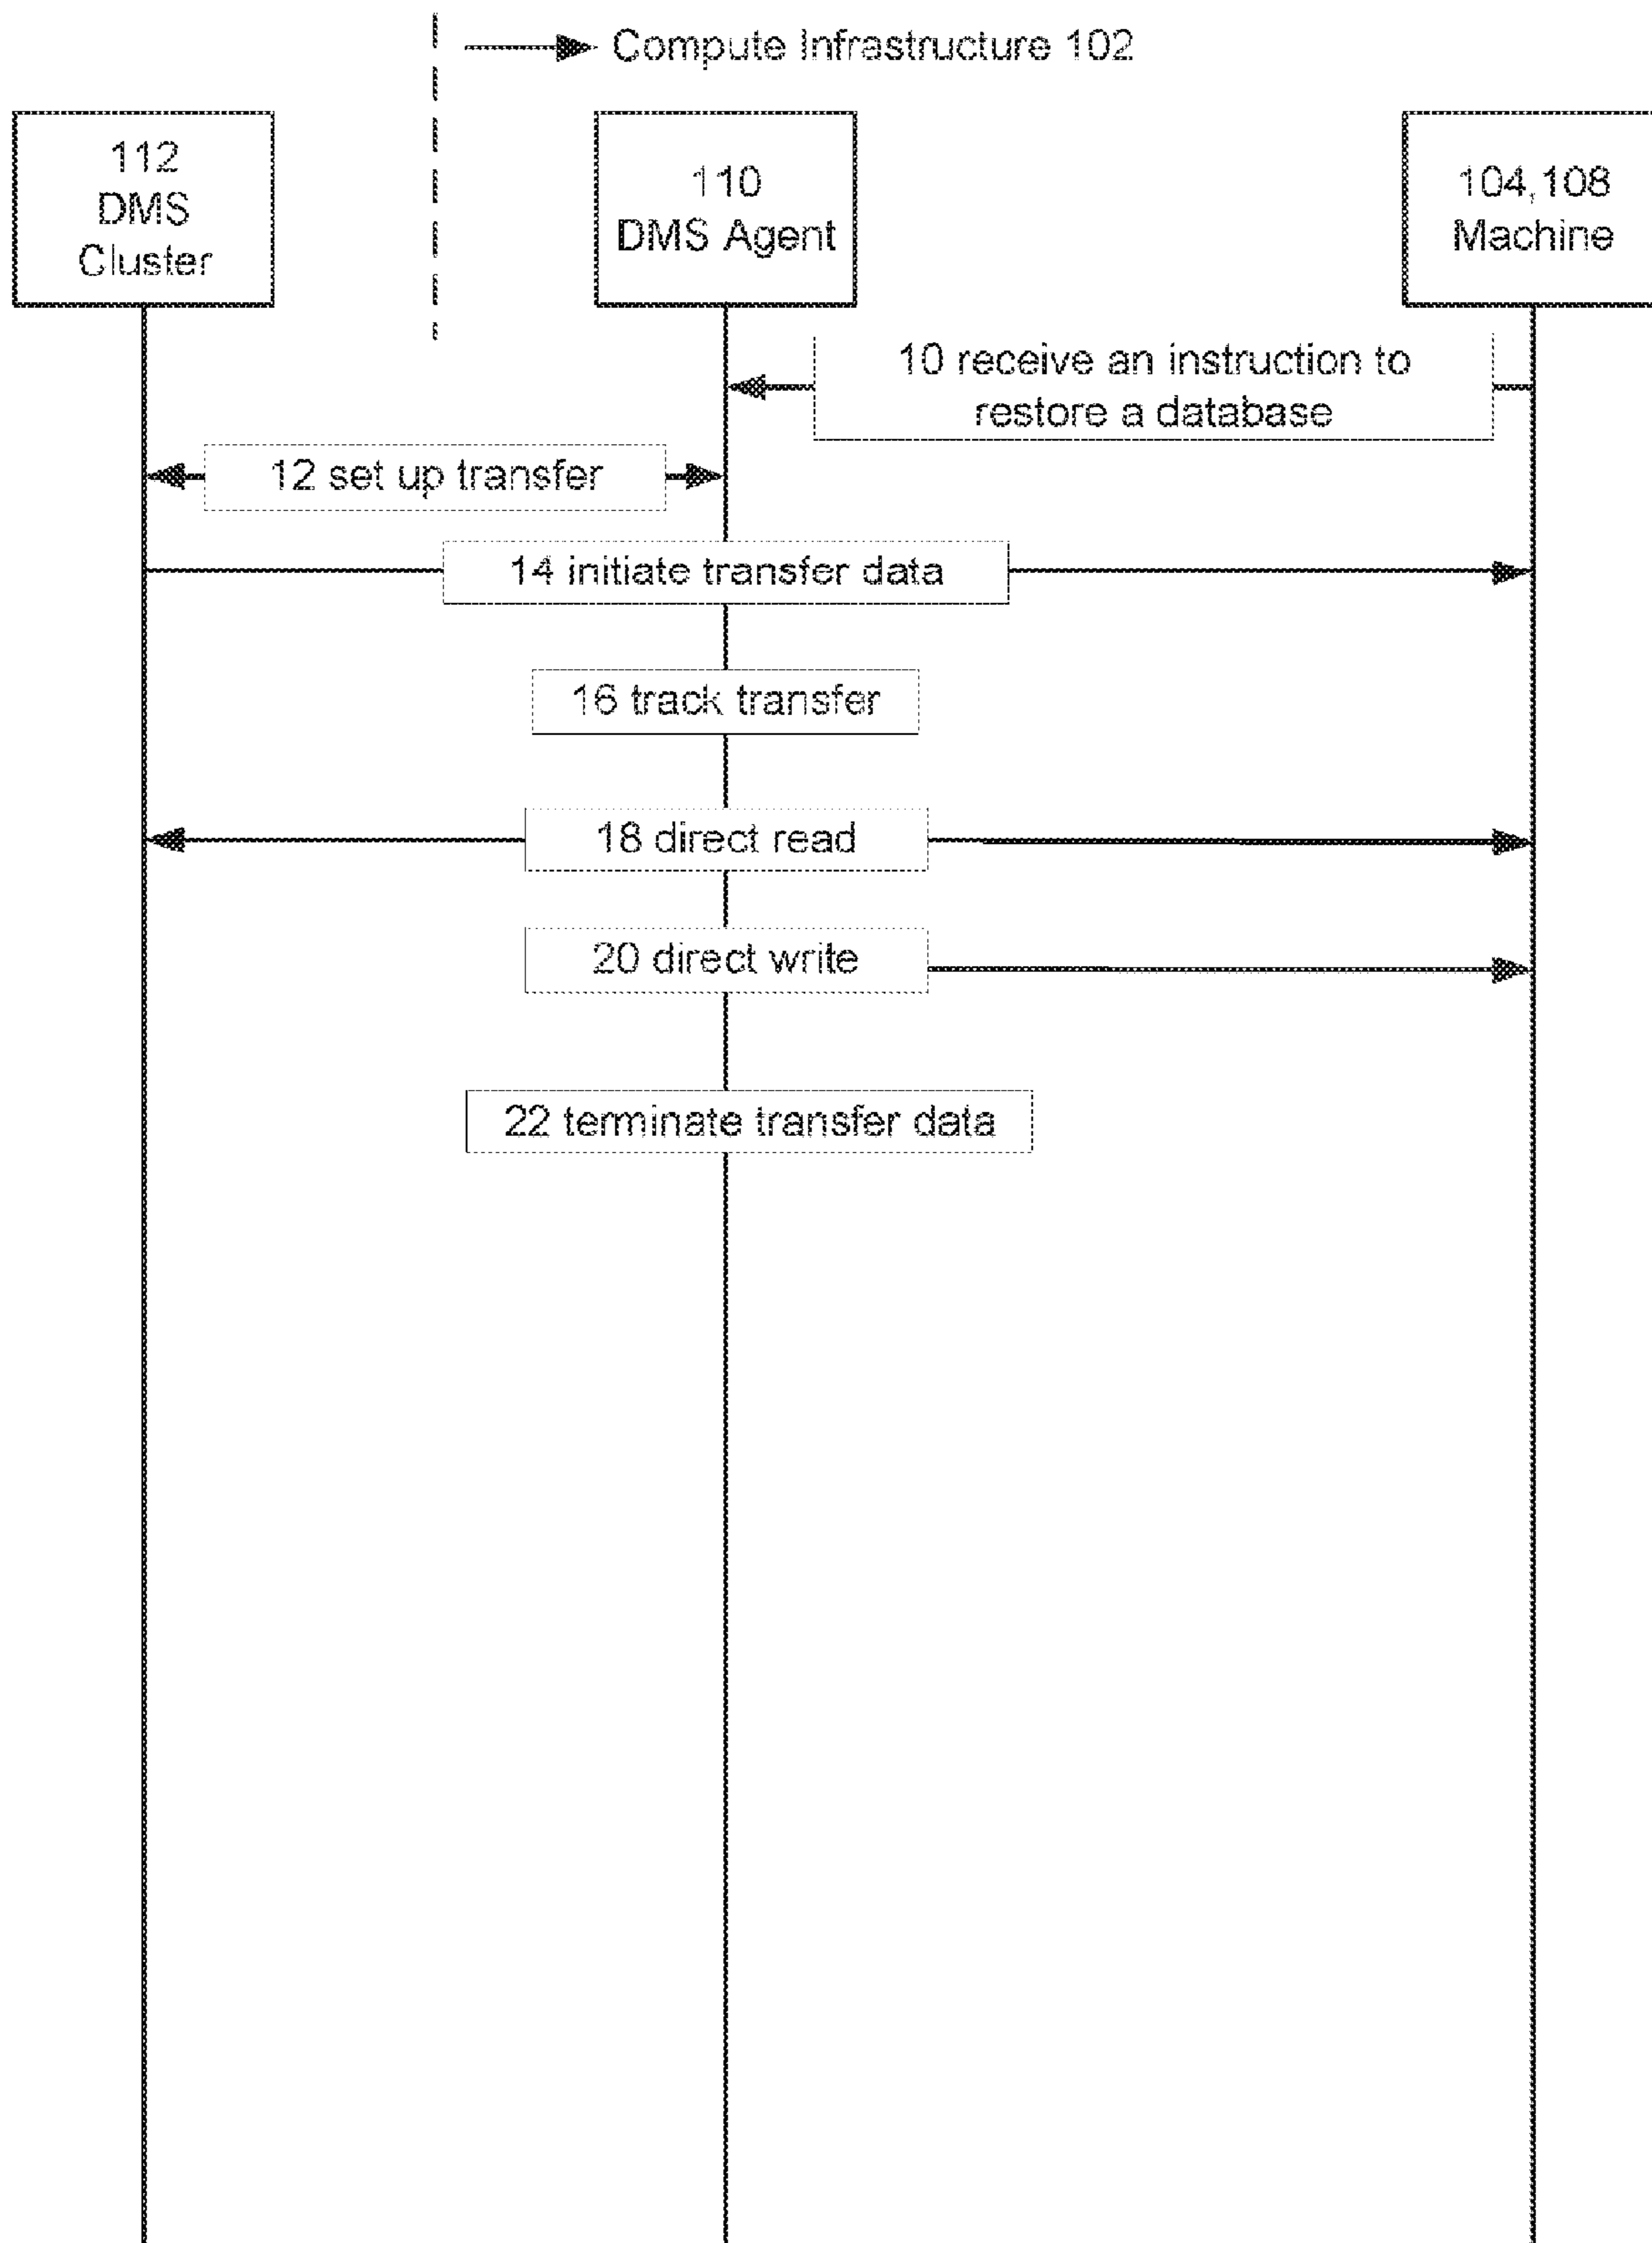 Compute Infrastructure 102
112
DMS
Cluster
110
DMS Agent
104,108
Machine
10 receive an instruction to
restore a database
12 set up transfer
14 initiate transfer data
16 track transfer
18 direct read
20 direct write
22 terminate transfer data